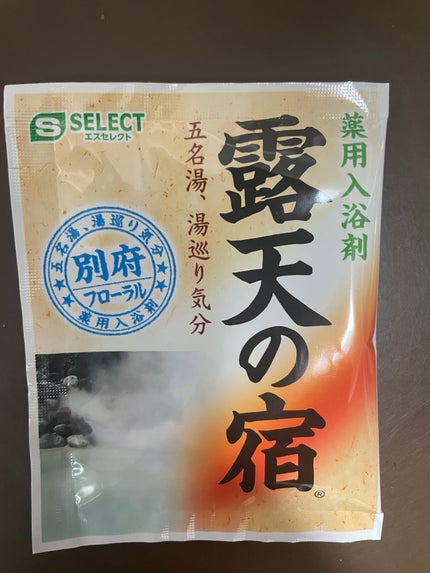 S SELECT
エスセレクト
薬用入浴剤
露天の宿
®
五名湯、湯巡り気分
五名湯、湯巡り気分
別府
フローラル
薬用入浴剤